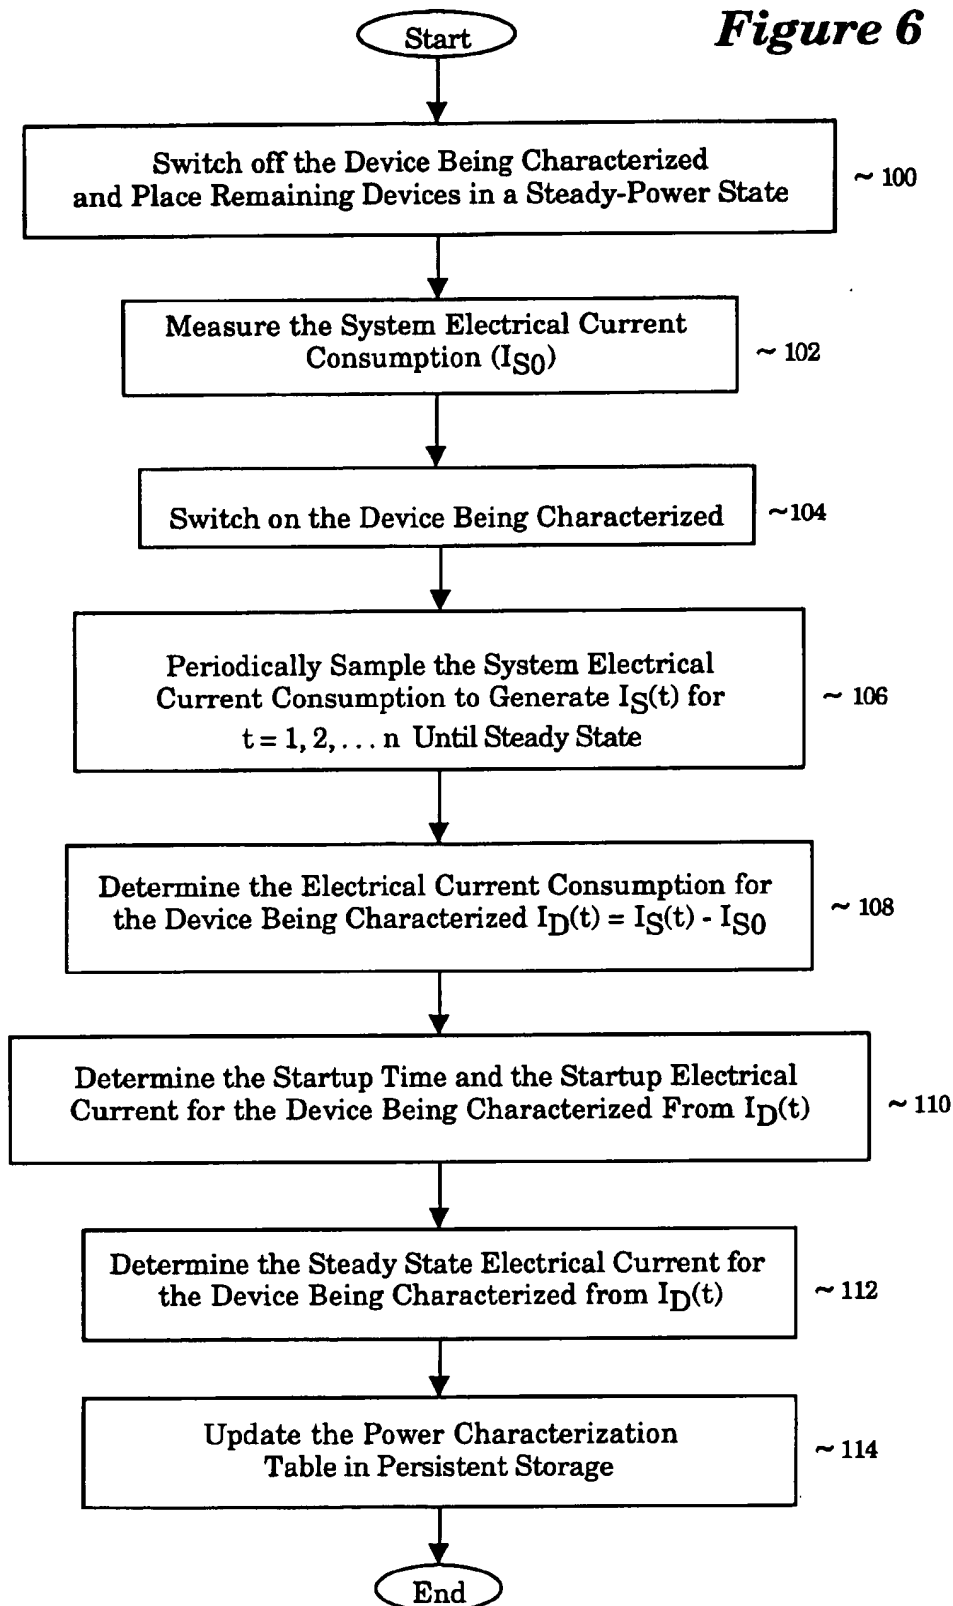 Figure 6
Start
Switch off the Device Being Characterized
and Place Remaining Devices in a Steady-Power State
~ 100
Measure the System Electrical Current
Consumption (IS0)
~ 102
Switch on the Device Being Characterized
~104
Periodically Sample the System Electrical
Current Consumption to Generate IS(t) for
t = 1, 2, . . . n Until Steady State
~ 106
Determine the Electrical Current Consumption for
the Device Being Characterized ID(t) = IS(t) - IS0
~ 108
Determine the Startup Time and the Startup Electrical
Current for the Device Being Characterized From ID(t)
~ 110
Determine the Steady State Electrical Current for
the Device Being Characterized from ID(t)
~ 112
Update the Power Characterization
Table in Persistent Storage
~ 114
End